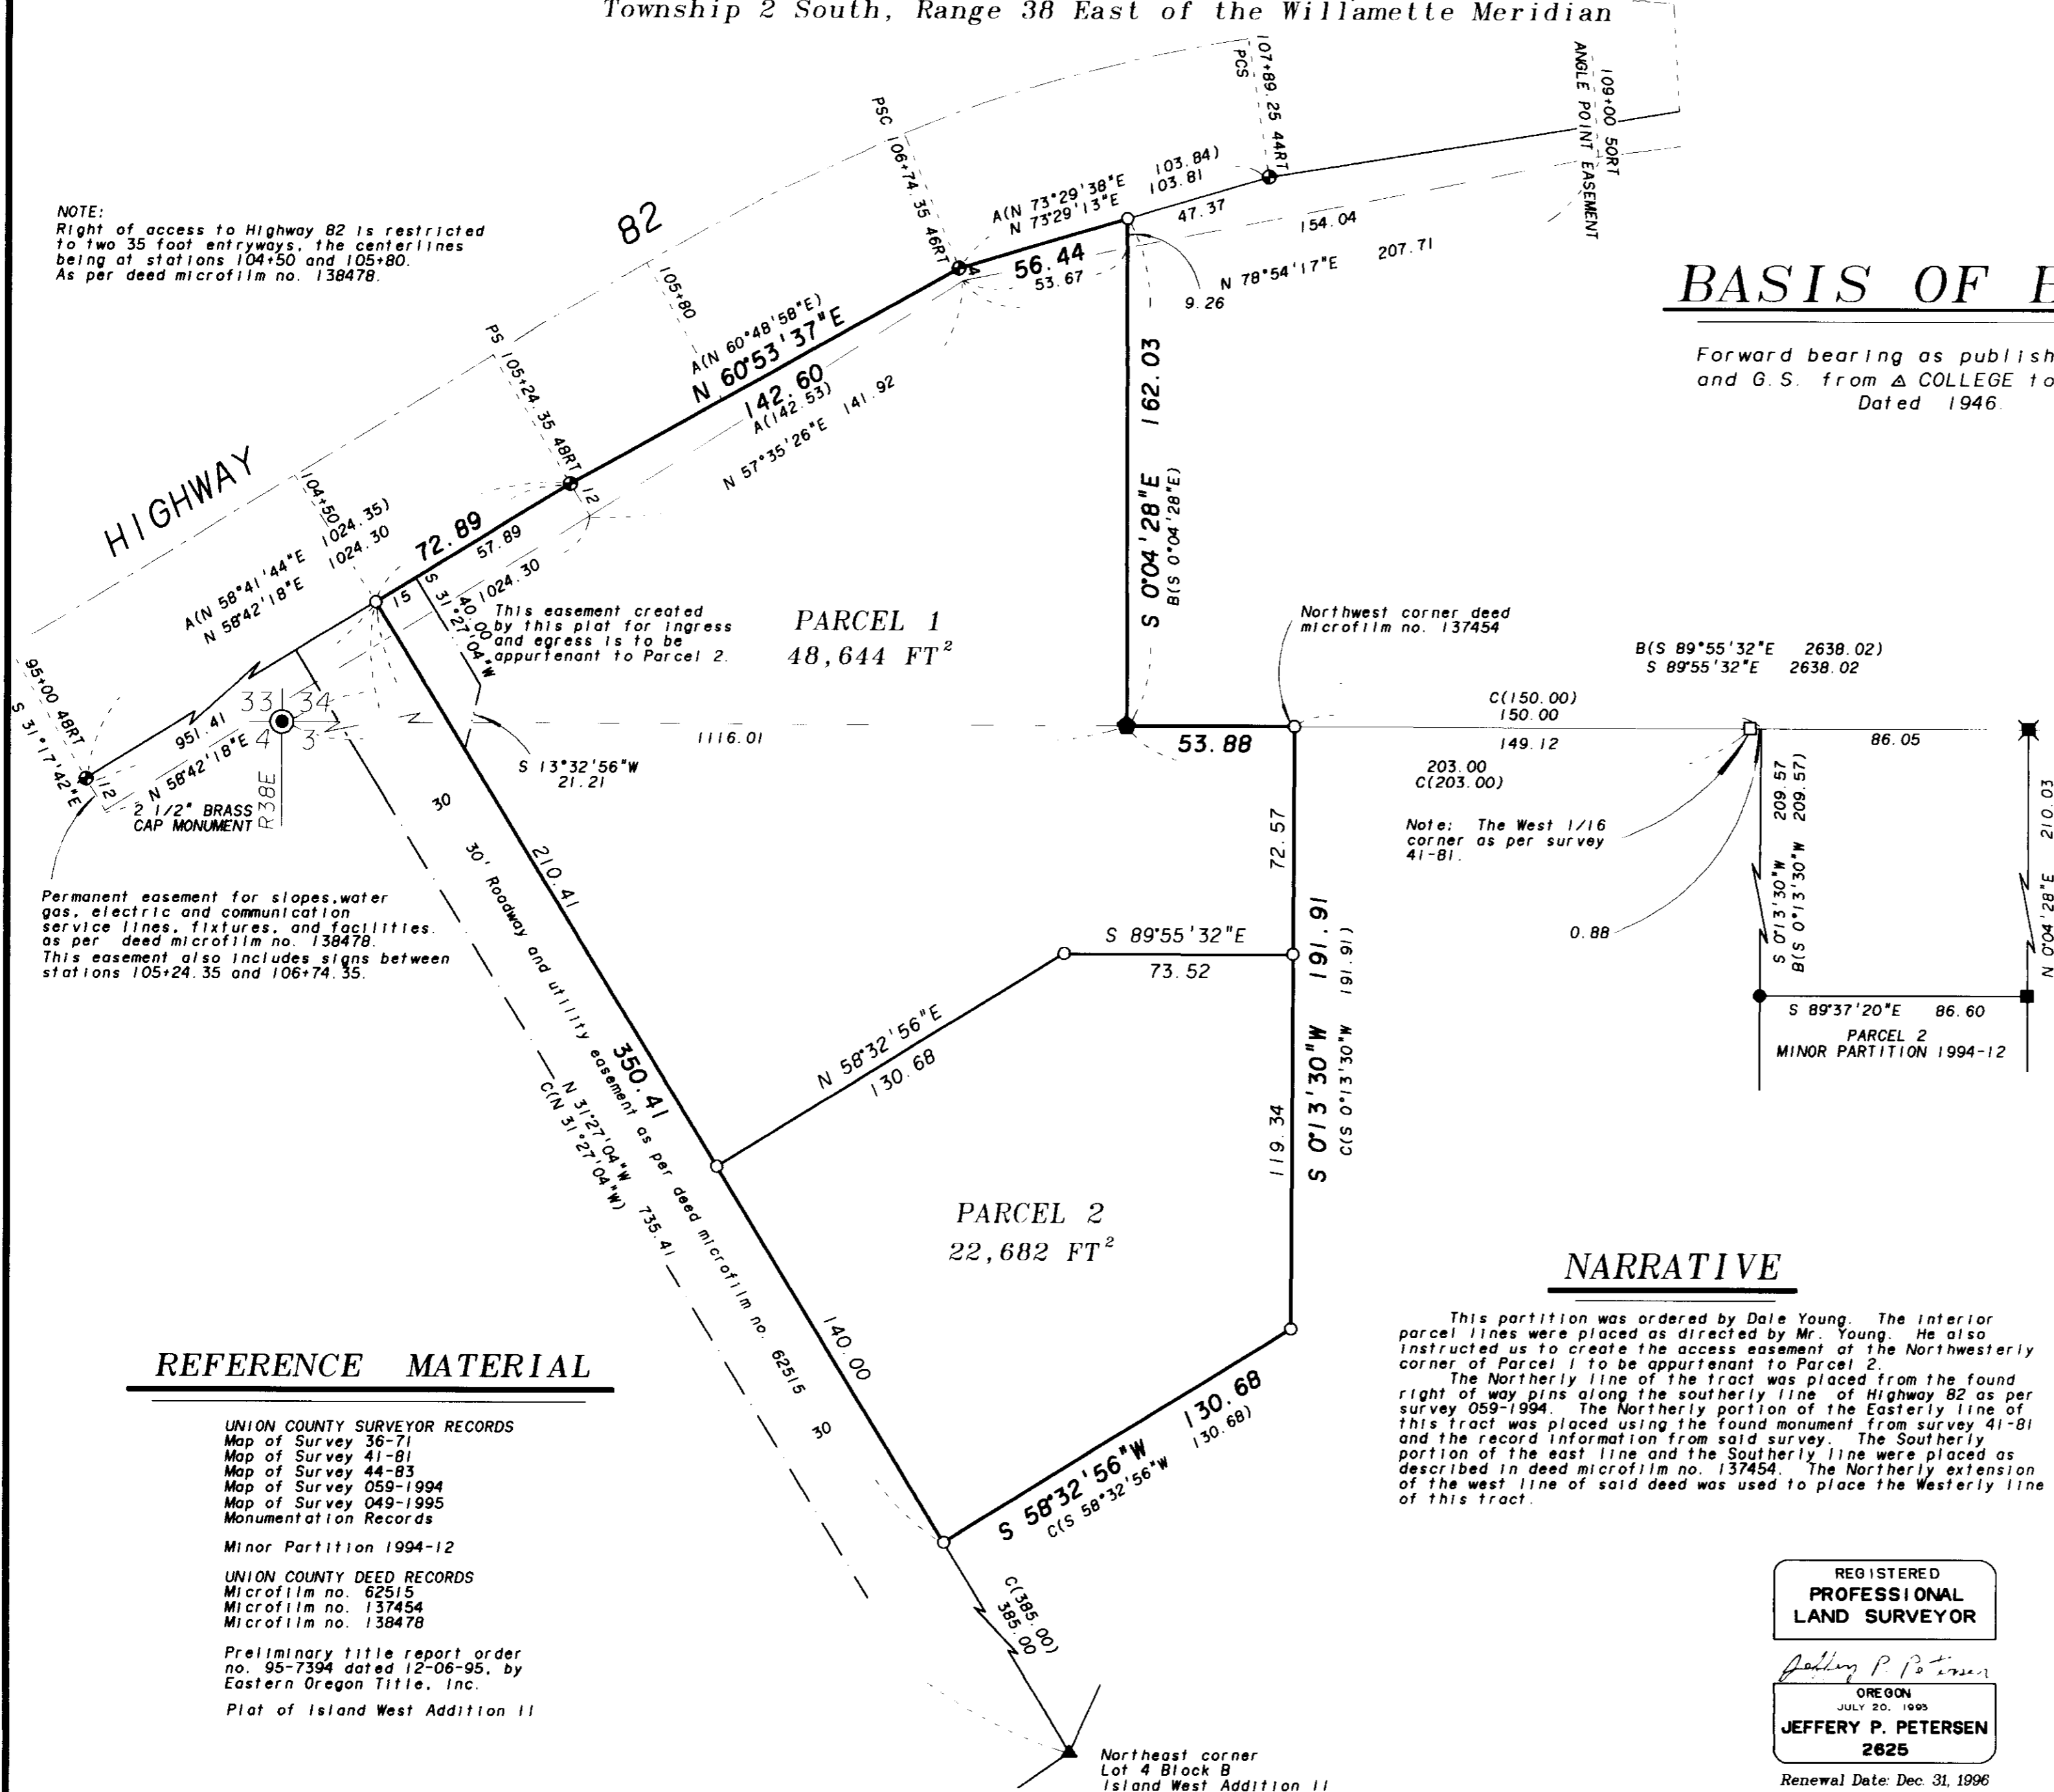 Township 2 South, Range 38 East of the Willamette Meridian
NOTE:
Right of access to Highway 82 is restricted
to two 35 foot entryways, the centerlines
being at stations 104+50 and 105+80.
As per deed microfilm no. 138478.
HIGHWAY
82
95+00 48RT
S 31°17'42"E
12
104+50
PS 105+24.35 48RT
12
105+80
PSC 106+74.35 46RT
4
107+89.25 44RT
PCS
109+00 50RT
ANGLE POINT EASEMENT
A(N 58°41'44"E 1024.35)
N 58°42'18"E 1024.30
951.41
N 58°42'18"E
1024.30
15
72.89
57.89
A(N 60°48'58"E)
N 60°53'37"E
142.60
A(142.53)
N 57°35'26"E 141.92
A(N 73°29'38"E 103.84)
N 73°29'13"E 103.81
56.44
53.67
47.37
154.04
N 78°54'17"E 207.71
9.26
BASIS OF
Forward bearing as publish
and G.S. from △ COLLEGE to
Dated 1946.
S 0°04'28"E 162.03
B(S 0°04'28"E)
33 34
4 3
R38E
2 1/2" BRASS
CAP MONUMENT
S 31°27'04"W
40.00
This easement created
by this plat for ingress
and egress is to be
appurtenant to Parcel 2.
PARCEL 1
48,644 FT²
S 13°32'56"W
21.21
1116.01
53.88
Northwest corner deed
microfilm no. 137454
B(S 89°55'32"E 2638.02)
S 89°55'32"E 2638.02
C(150.00)
150.00
149.12
86.05
203.00
C(203.00)
Note: The West 1/16
corner as per survey
41-81.
0.88
S 0°13'30"W 209.57
B(S 0°13'30"W 209.57)
N 0°04'28"E 210.03
S 89°37'20"E 86.60
PARCEL 2
MINOR PARTITION 1994-12
Permanent easement for slopes,water
gas, electric and communication
service lines, fixtures, and facilities.
as per deed microfilm no. 138478.
This easement also includes signs between
stations 105+24.35 and 106+74.35.
30
30' Roadway and utility easement as per deed microfilm no. 62515
30
210.41
350.41
140.00
N 31°27'04"W 735.41
C(N 31°27'04"W)
72.57
S 89°55'32"E
73.52
N 58°32'56"E
130.68
119.34
S 0°13'30"W 191.91
C(S 0°13'30"W 191.91)
PARCEL 2
22,682 FT²
S 58°32'56"W 130.68
C(S 58°32'56"W 130.68)
C(385.00)
385.00
Northeast corner
Lot 4 Block B
Island West Addition II
REFERENCE MATERIAL
UNION COUNTY SURVEYOR RECORDS
Map of Survey 36-71
Map of Survey 41-81
Map of Survey 44-83
Map of Survey 059-1994
Map of Survey 049-1995
Monumentation Records
Minor Partition 1994-12
UNION COUNTY DEED RECORDS
Microfilm no. 62515
Microfilm no. 137454
Microfilm no. 138478
Preliminary title report order
no. 95-7394 dated 12-06-95, by
Eastern Oregon Title, Inc.
Plat of Island West Addition II
NARRATIVE
This partition was ordered by Dale Young. The interior
parcel lines were placed as directed by Mr. Young. He also
instructed us to create the access easement at the Northwesterly
corner of Parcel 1 to be appurtenant to Parcel 2.
The Northerly line of the tract was placed from the found
right of way pins along the southerly line of Highway 82 as per
survey 059-1994. The Northerly portion of the Easterly line of
this tract was placed using the found monument from survey 41-81
and the record information from said survey. The Southerly
portion of the east line and the Southerly line were placed as
described in deed microfilm no. 137454. The Northerly extension
of the west line of said deed was used to place the Westerly line
of this tract.
REGISTERED
PROFESSIONAL
LAND SURVEYOR
Jeffery P. Petersen
OREGON
JULY 20, 1993
JEFFERY P. PETERSEN
2625
Renewal Date: Dec. 31, 1996